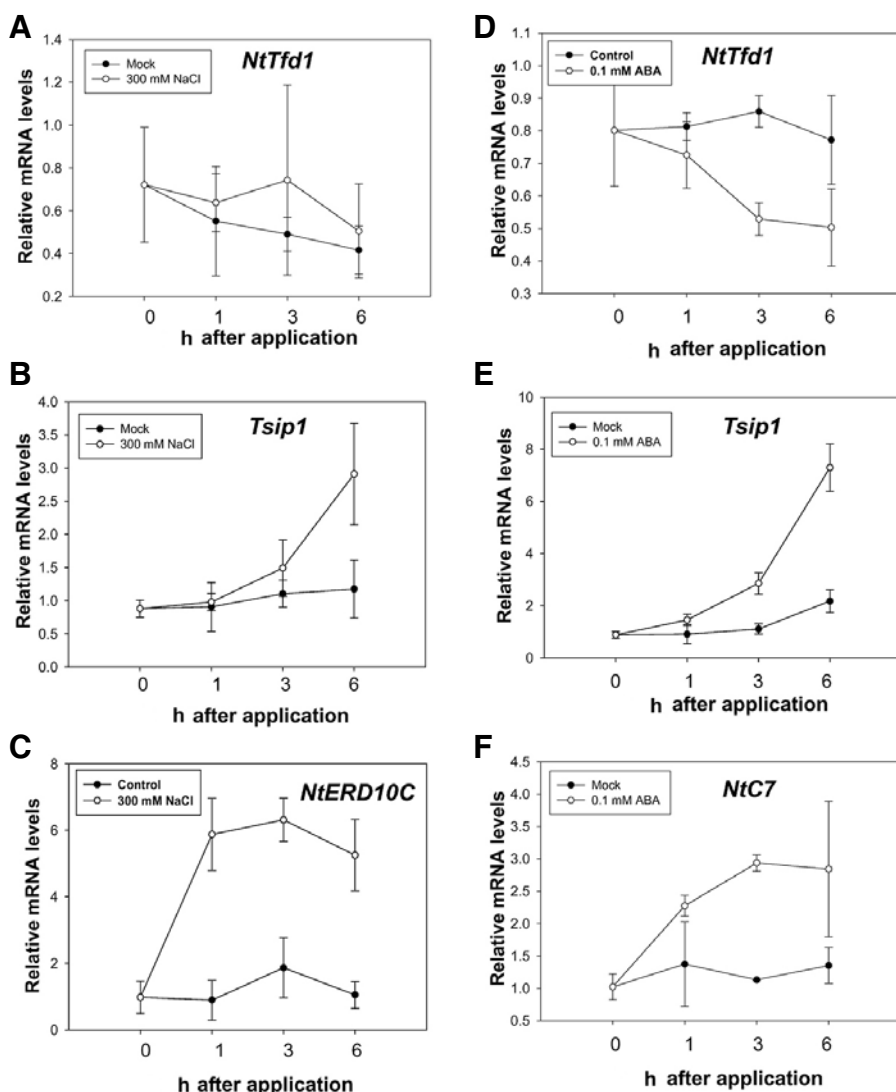 A
NtTfd1
Mock
300 mM NaCl
Relative mRNA levels
1.4
1.2
1.0
0.8
0.6
0.4
0.2
0 1 3 6
h after application
B
Tsip1
Mock
300 mM NaCl
Relative mRNA levels
4.0
3.5
3.0
2.5
2.0
1.5
1.0
0.5
0.0
0 1 3 6
h after application
C
NtERD10C
Control
300 mM NaCl
Relative mRNA levels
8
6
4
2
0
0 1 3 6
h after application
D
NtTfd1
Control
0.1 mM ABA
Relative mRNA levels
1.1
1.0
0.9
0.8
0.7
0.6
0.5
0.4
0.3
0 1 3 6
h after application
E
Tsip1
Mock
0.1 mM ABA
Relative mRNA levels
10
8
6
4
2
0
0 1 3 6
h after application
F
NtC7
Mock
0.1 mM ABA
Relative mRNA levels
4.5
4.0
3.5
3.0
2.5
2.0
1.5
1.0
0.5
0 1 3 6
h after application